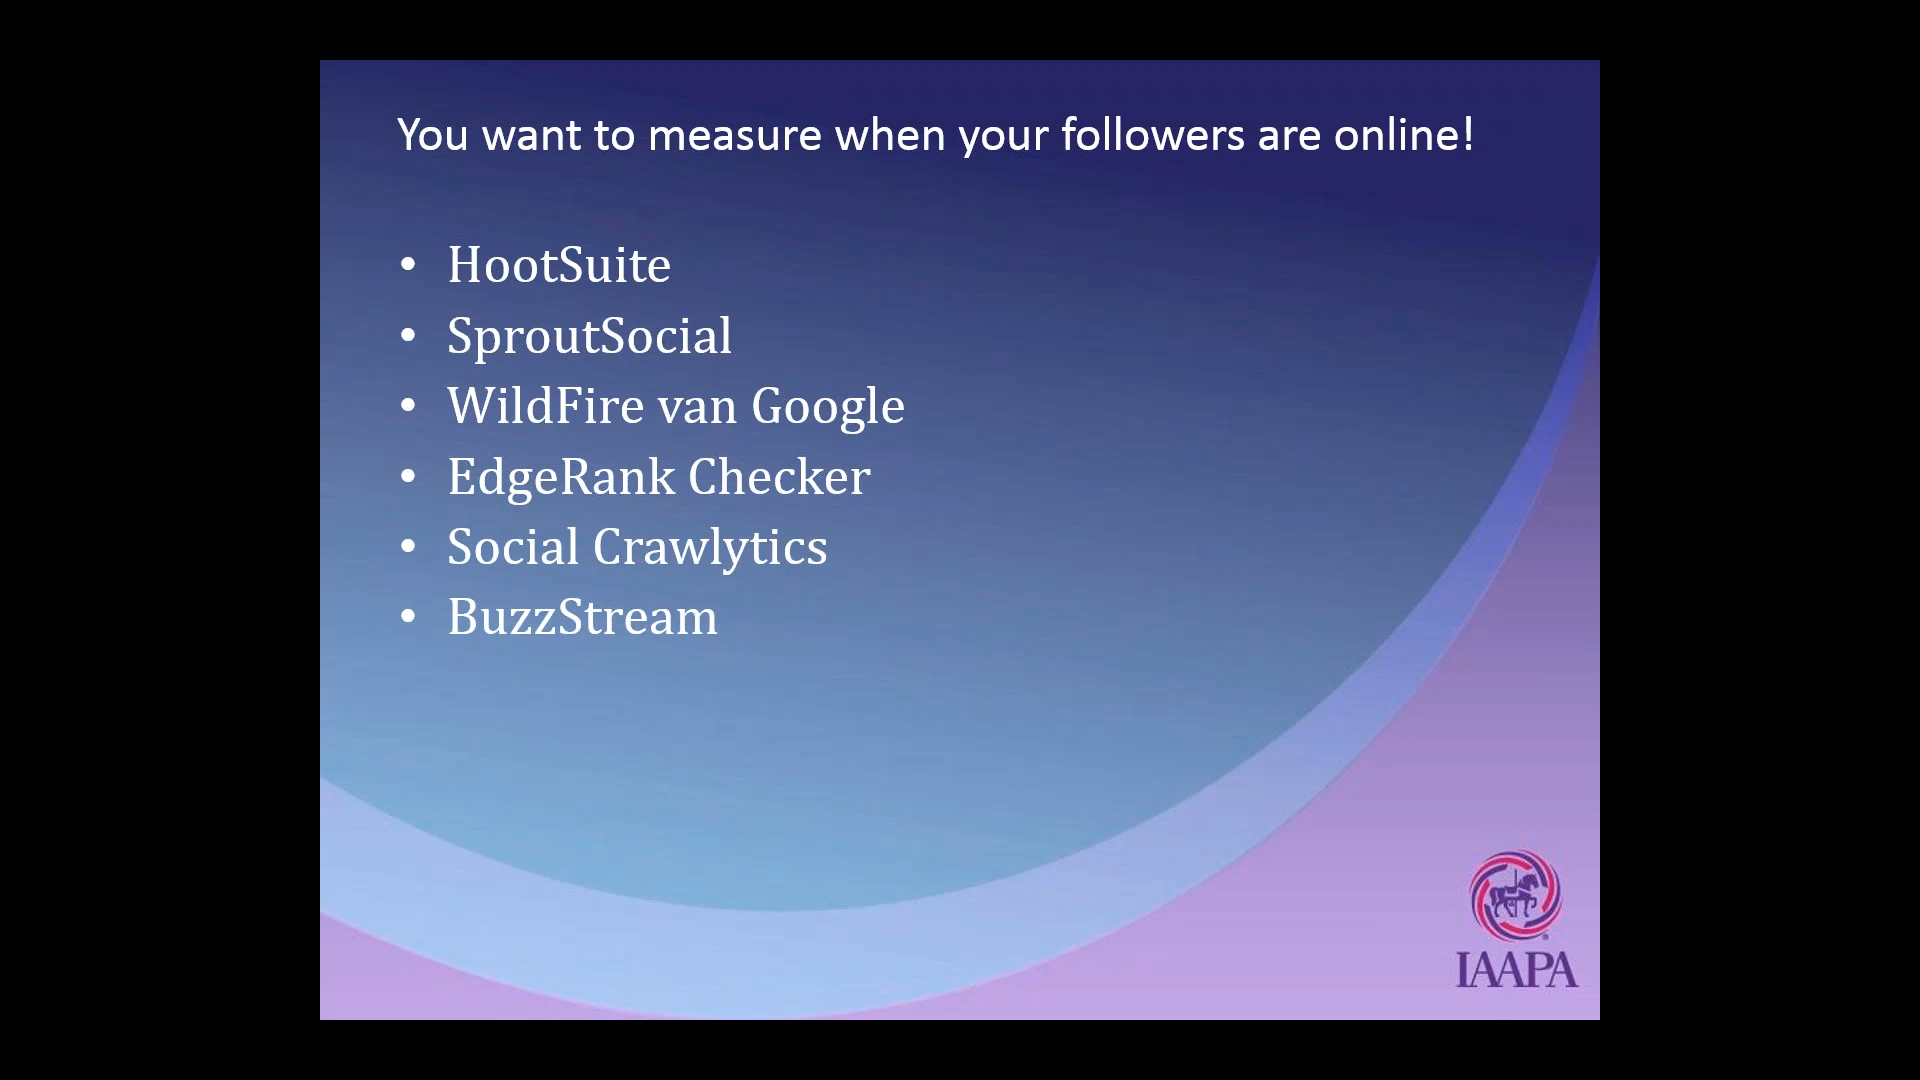 You want to measure when your followers are online!
• HootSuite
• SproutSocial
• WildFire van Google
• EdgeRank Checker
• Social Crawlytics
• BuzzStream
IAAPA